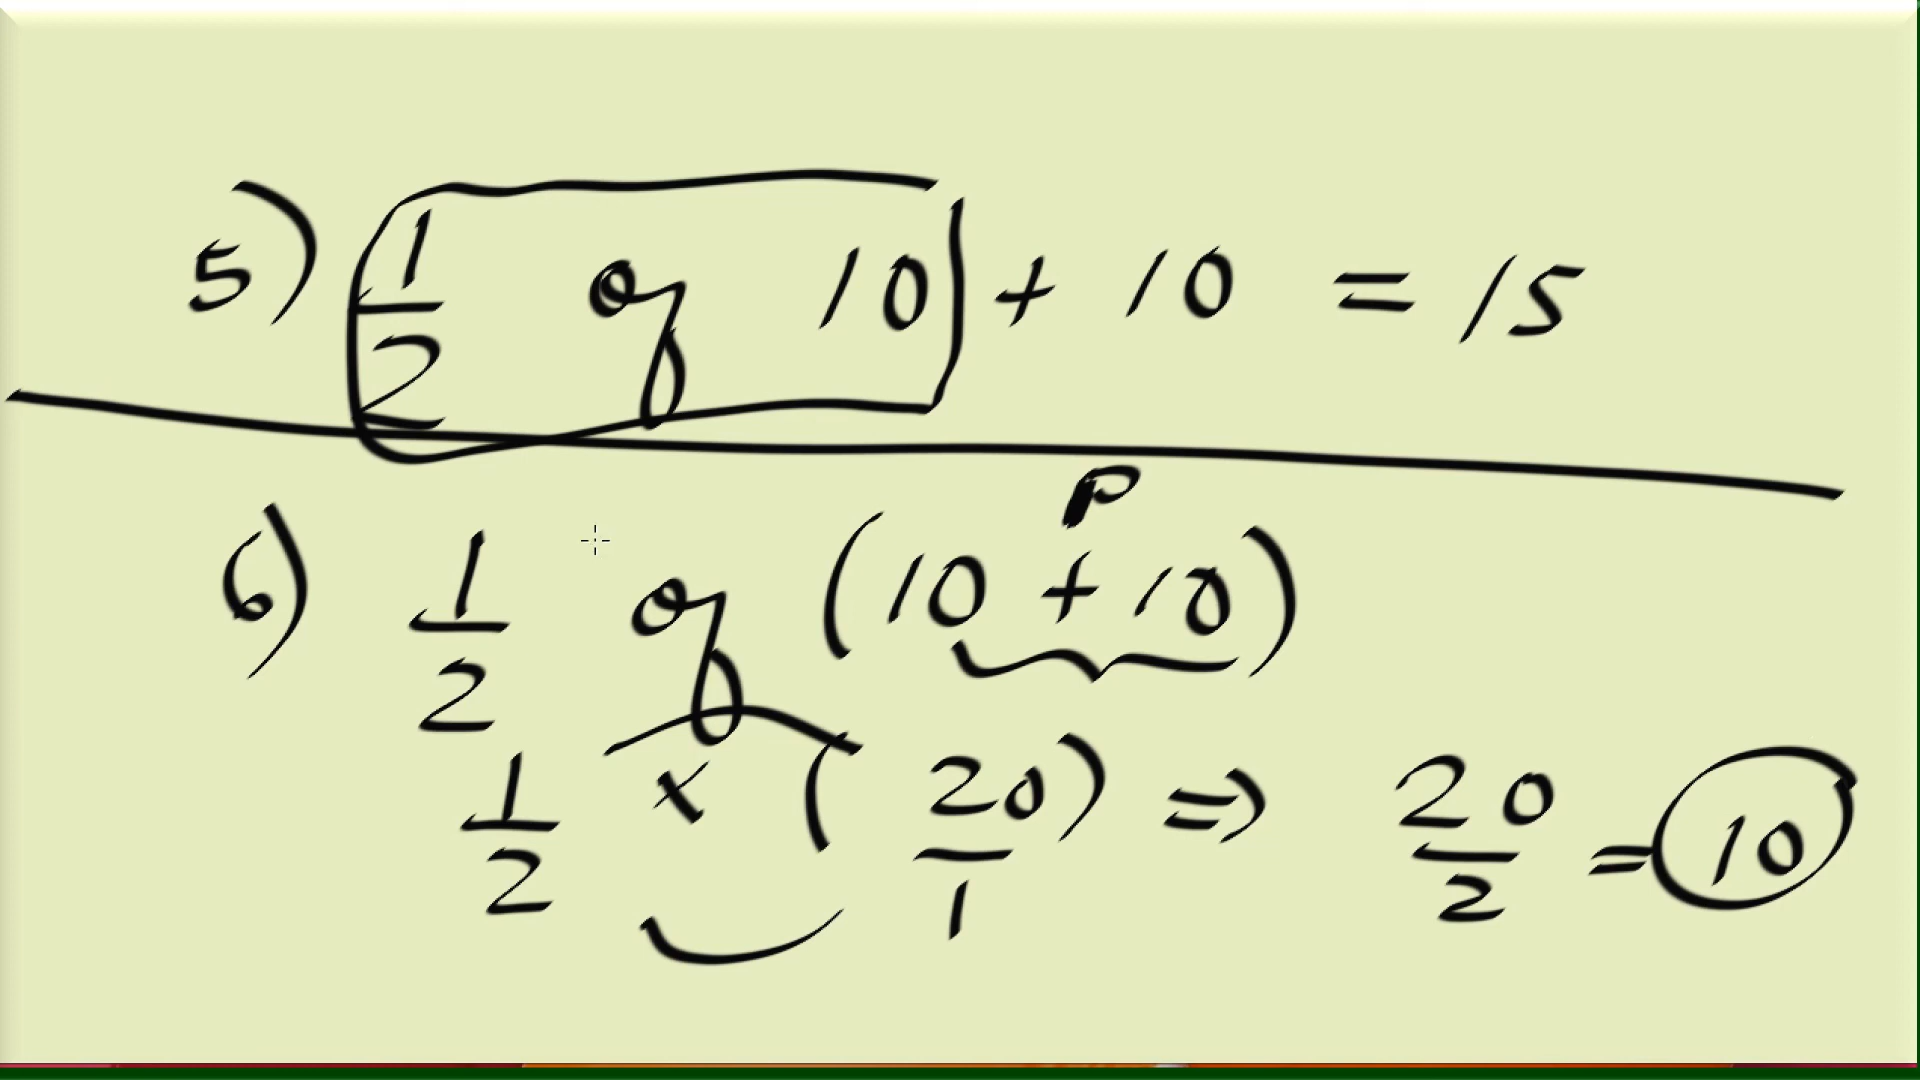 5) 1/2 of 10 + 10 = 15
P
6) 1/2 of (10 + 10)
1/2 x (20/1) => 20/2 = 10